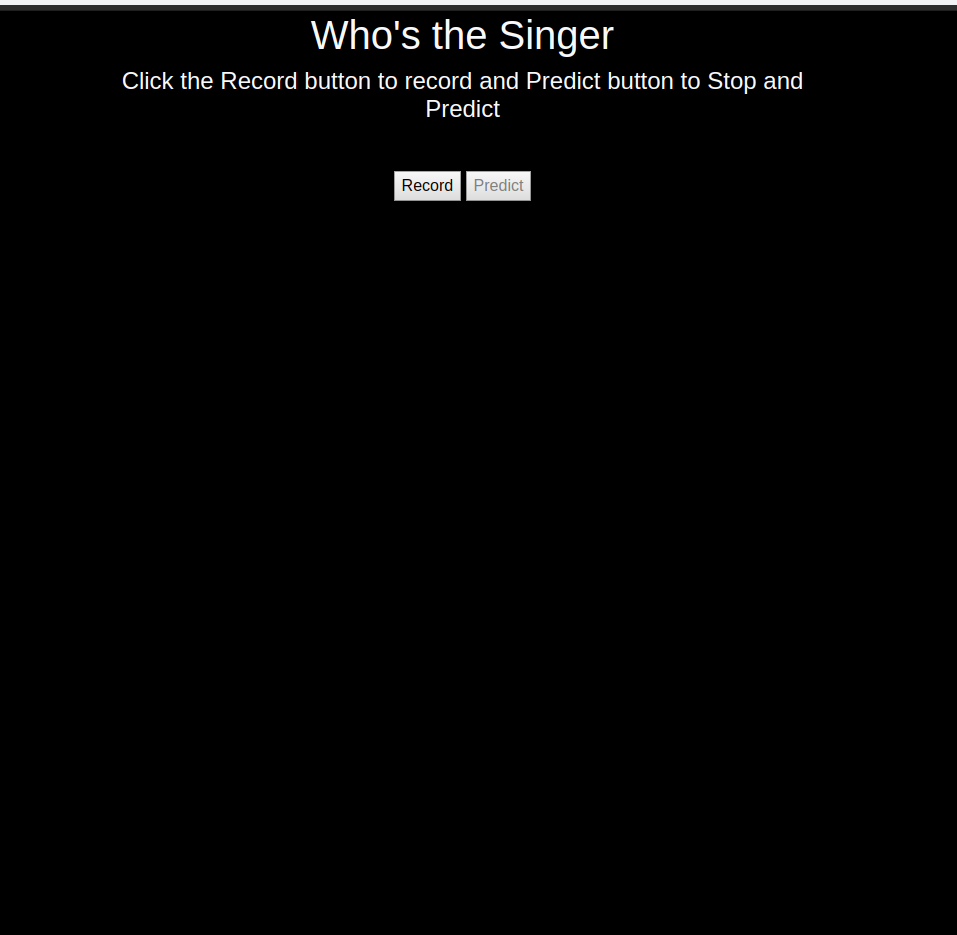 Who's the Singer
Click the Record button to record and Predict button to Stop and
Predict
Record Predict